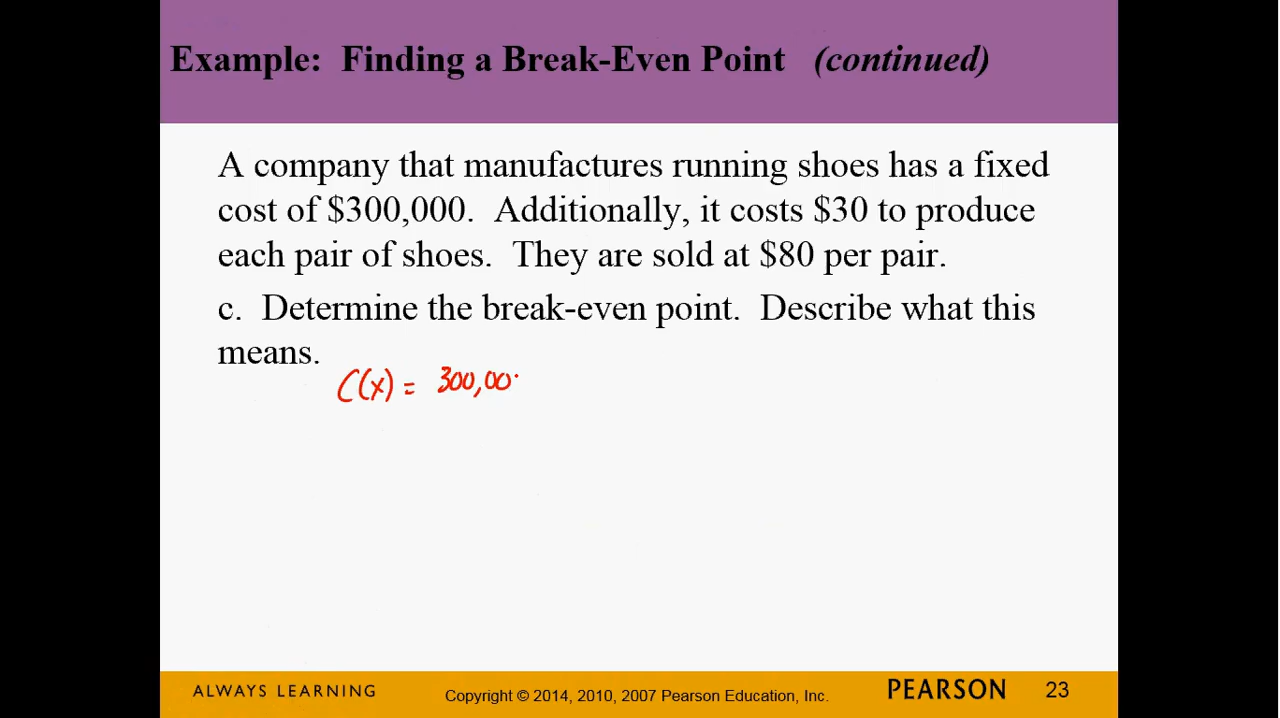 Example: Finding a Break-Even Point (continued)
A company that manufactures running shoes has a fixed
cost of $300,000. Additionally, it costs $30 to produce
each pair of shoes. They are sold at $80 per pair.
c. Determine the break-even point. Describe what this
means.
C(x) = 300,00
ALWAYS LEARNING
Copyright © 2014, 2010, 2007 Pearson Education, Inc.
PEARSON
23